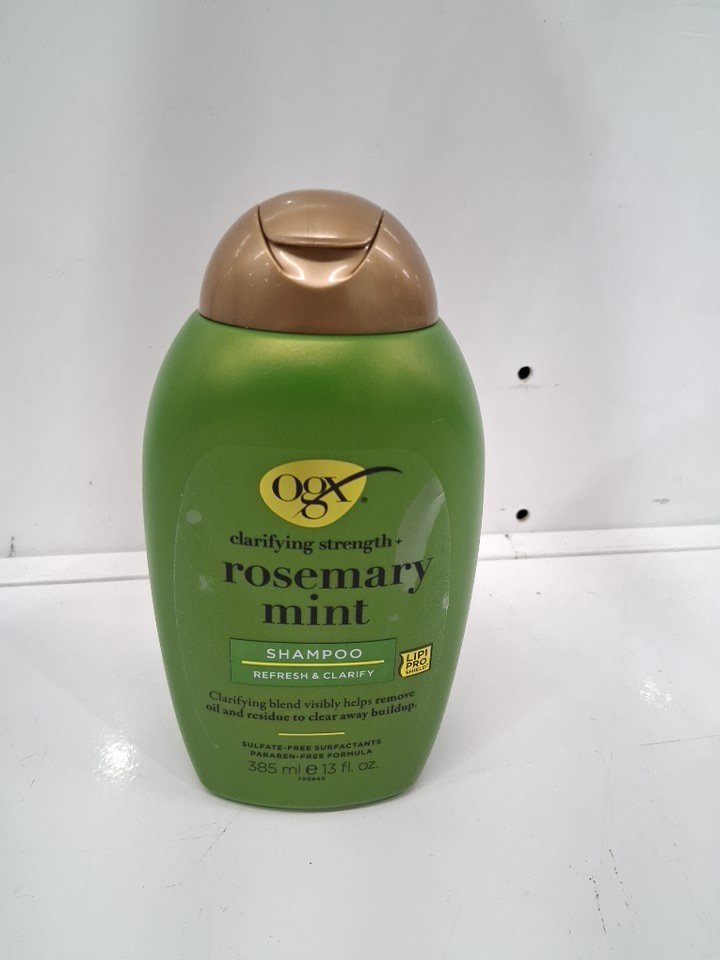 Ogx
clarifying strength +
rosemary
mint
SHAMPOO
REFRESH & CLARIFY
LIPI
PRO
SHIELD
Clarifying blend visibly helps remove
oil and residue to clear away buildup.
SULFATE-FREE SURFACTANTS
PARABEN-FREE FORMULA
385 ml e 13 fl. oz.